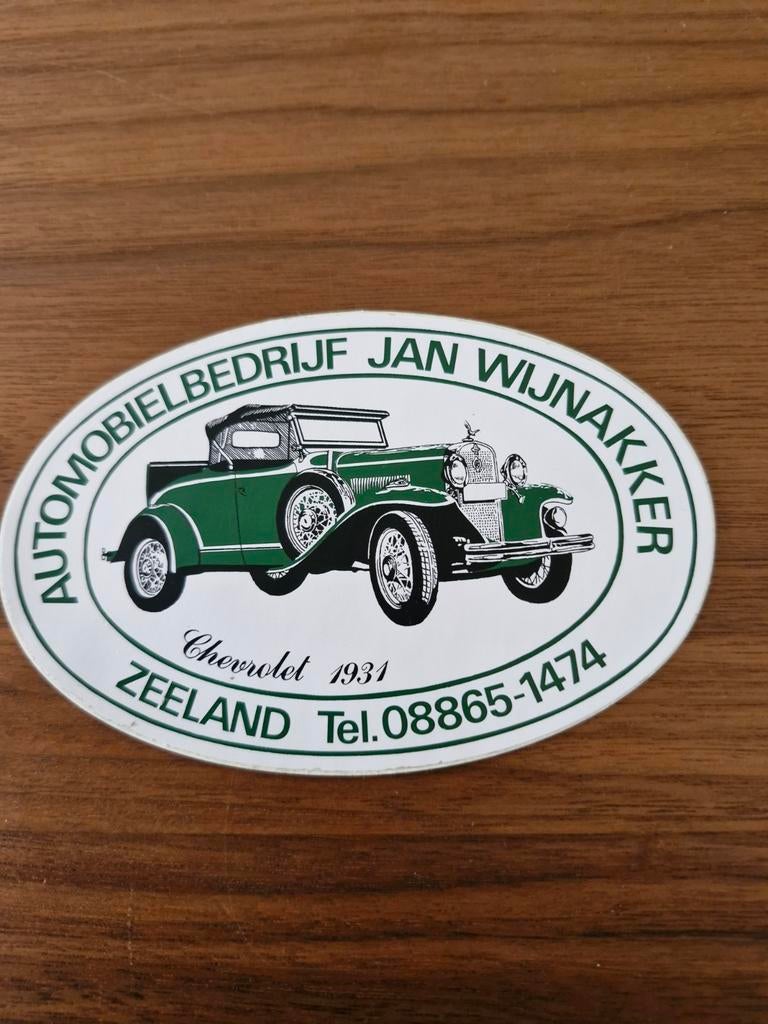 AUTOMOBIELBEDRIJF JAN WIJNAKKER
Chevrolet 1931
ZEELAND Tel.08865-1474